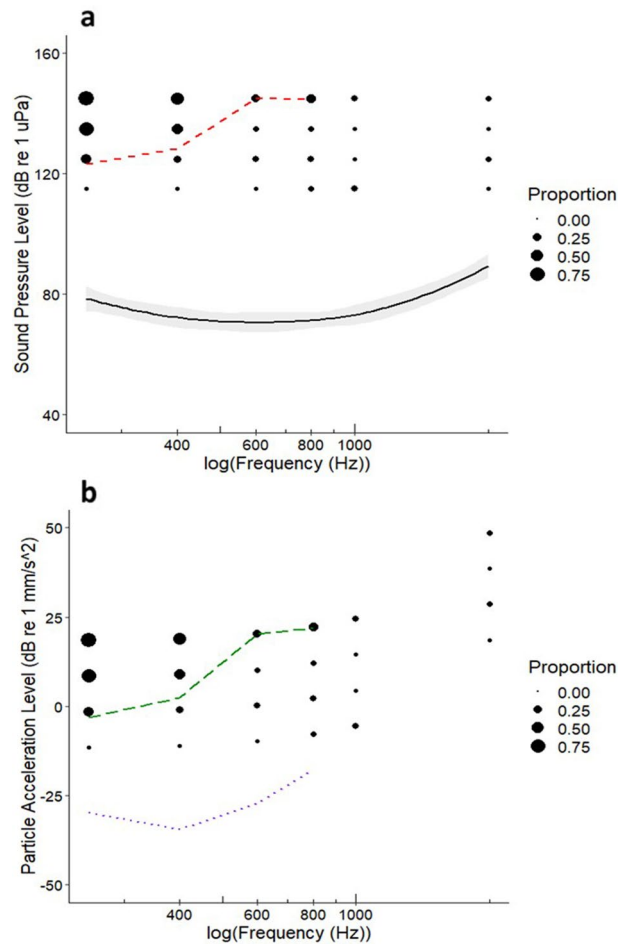 a
160
120
80
40
Sound Pressure Level (dB re 1 uPa)
400 600 800 1000
log(Frequency (Hz))
Proportion
0.00
0.25
0.50
0.75
b
50
25
0
-25
-50
Particle Acceleration Level (dB re 1 mm/s^2)
400 600 800 1000
log(Frequency (Hz))
Proportion
0.00
0.25
0.50
0.75